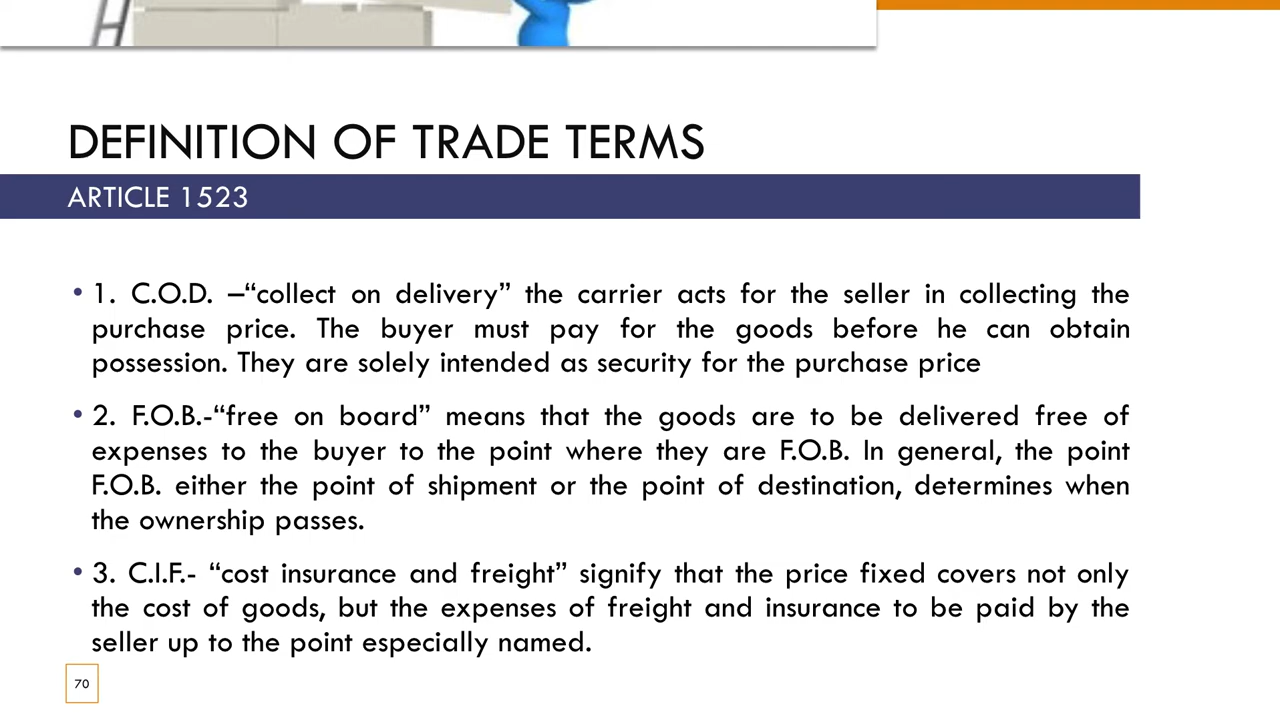 DEFINITION OF TRADE TERMS
ARTICLE 1523
• 1. C.O.D. –“collect on delivery” the carrier acts for the seller in collecting the
purchase price. The buyer must pay for the goods before he can obtain
possession. They are solely intended as security for the purchase price
• 2. F.O.B.-“free on board” means that the goods are to be delivered free of
expenses to the buyer to the point where they are F.O.B. In general, the point
F.O.B. either the point of shipment or the point of destination, determines when
the ownership passes.
• 3. C.I.F.- “cost insurance and freight” signify that the price fixed covers not only
the cost of goods, but the expenses of freight and insurance to be paid by the
seller up to the point especially named.
70